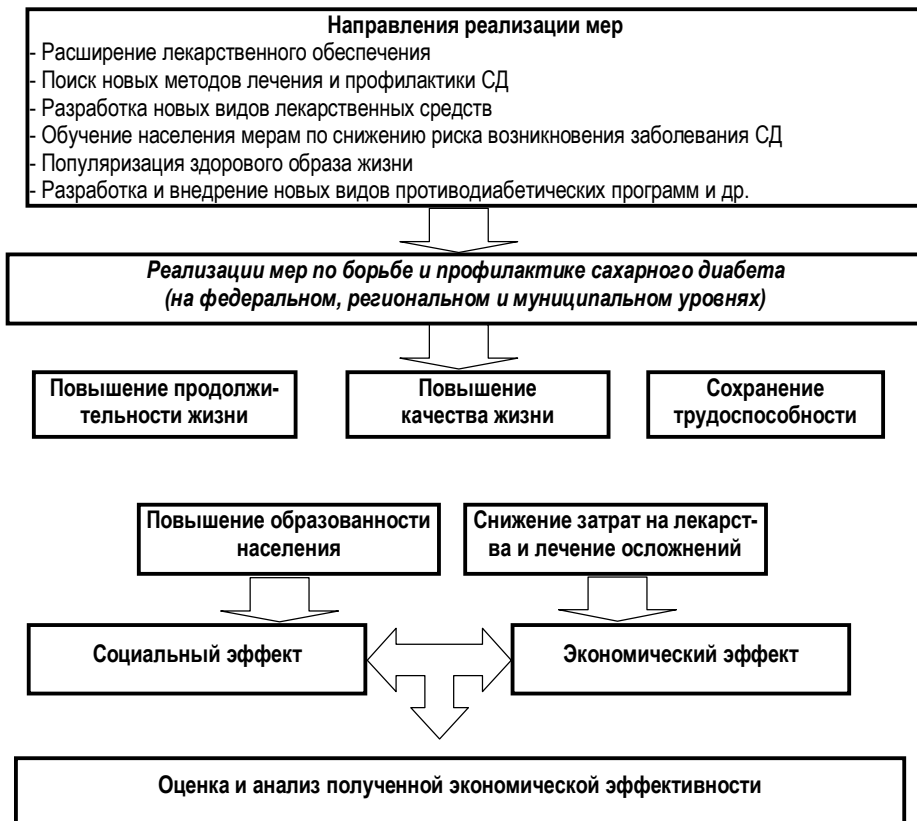 Направления реализации мер
- Расширение лекарственного обеспечения
- Поиск новых методов лечения и профилактики СД
- Разработка новых видов лекарственных средств
- Обучение населения мерам по снижению риска возникновения заболевания СД
- Популяризация здорового образа жизни
- Разработка и внедрение новых видов противодиабетических программ и др.
Реализации мер по борьбе и профилактике сахарного диабета
(на федеральном, региональном и муниципальном уровнях)
Повышение продолжи-
тельности жизни
Повышение
качества жизни
Сохранение
трудоспособности
Повышение образованности
населения
Снижение затрат на лекарст-
ва и лечение осложнений
Социальный эффект
Экономический эффект
Оценка и анализ полученной экономической эффективности